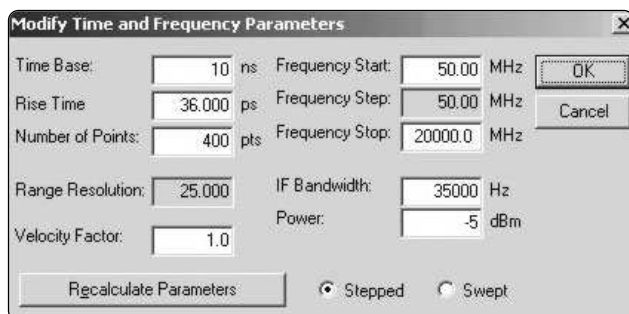 Modify Time and Frequency Parameters
Time Base: 10 ns Frequency Start: 50.00 MHz OK
Rise Time 36.000 ps Frequency Step: 50.00 MHz Cancel
Number of Points: 400 pts Frequency Stop: 20000.0 MHz
Range Resolution: 25.000 IF Bandwidth: 35000 Hz
Velocity Factor: 1.0 Power: -5 dBm
Recalculate Parameters Stepped Swept